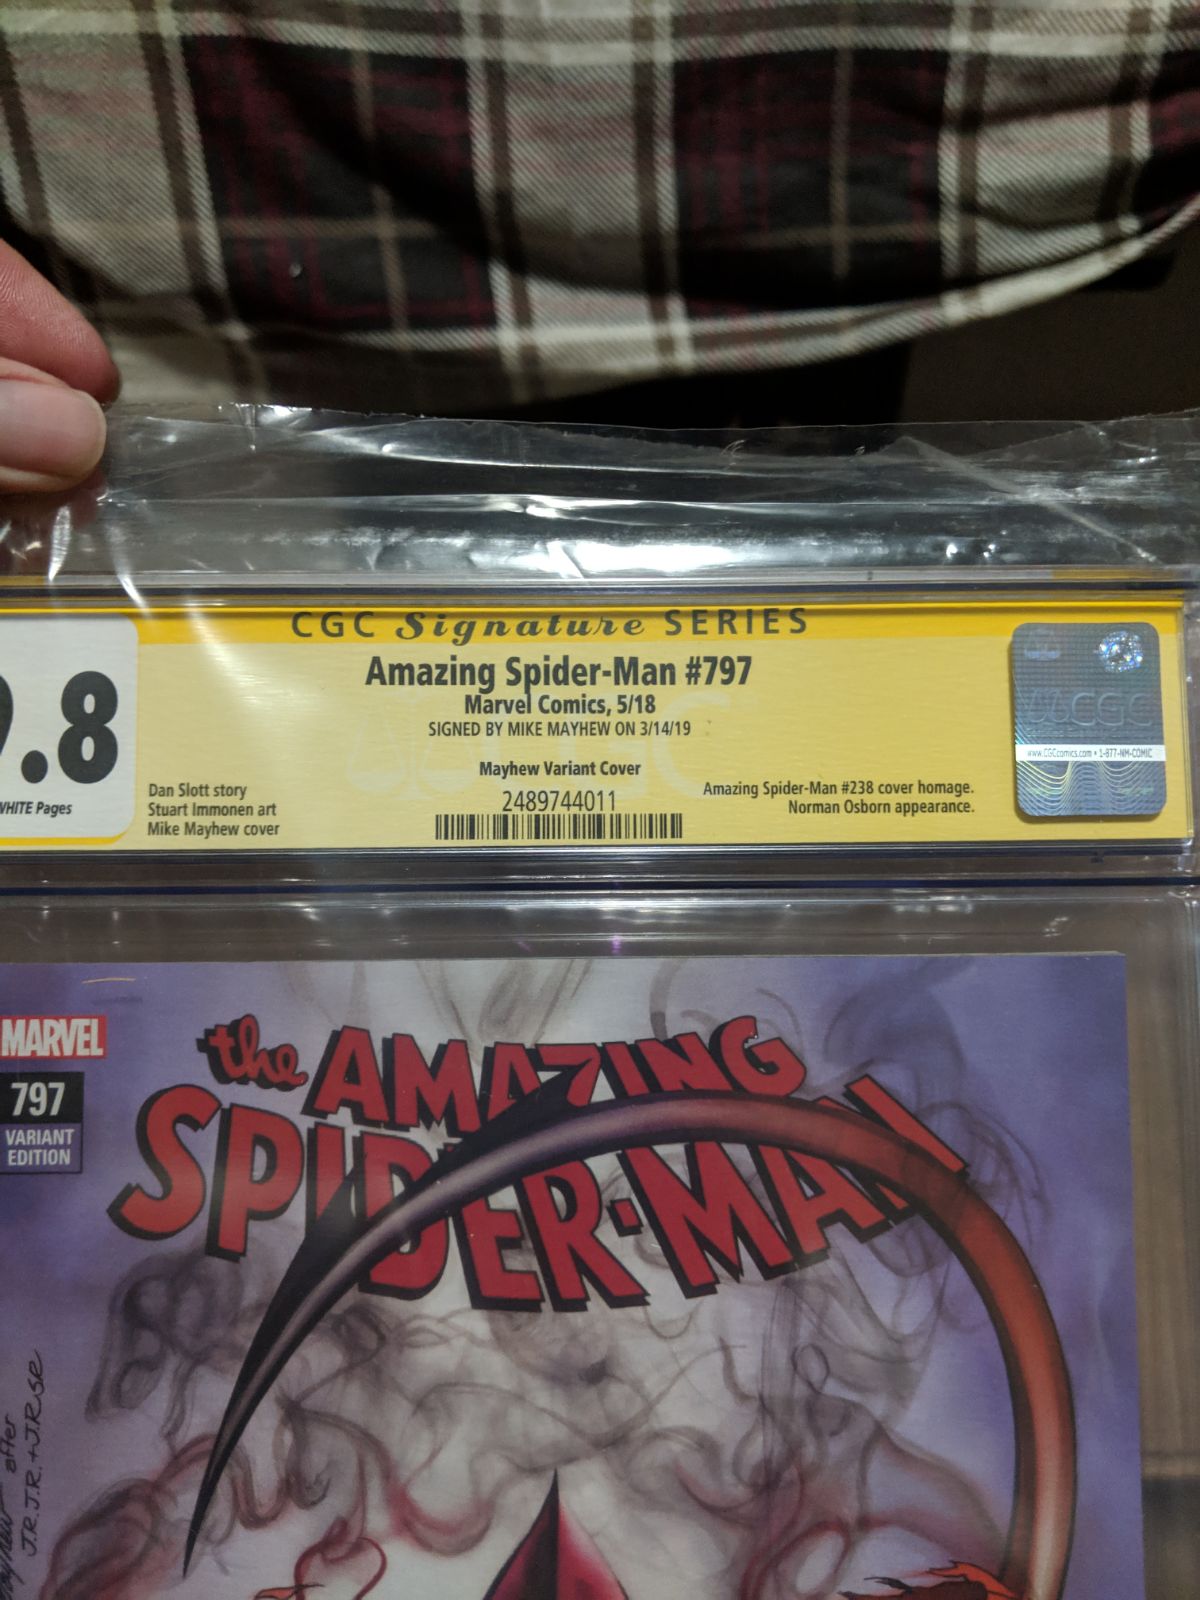 CGC Signature SERIES
Amazing Spider-Man #797
Marvel Comics, 5/18
SIGNED BY MIKE MAYHEW ON 3/14/19
Mayhew Variant Cover
2489744011
9.8
WHITE Pages
Dan Slott story
Stuart Immonen art
Mike Mayhew cover
Amazing Spider-Man #238 cover homage.
Norman Osborn appearance.
CGC
www.CGCcomics.com • 1-877-NM-COMIC
MARVEL
797
VARIANT
EDITION
the AMAZING
SPIDER-MAN
Mayhew after
J.R.J.R. + J.R.SR